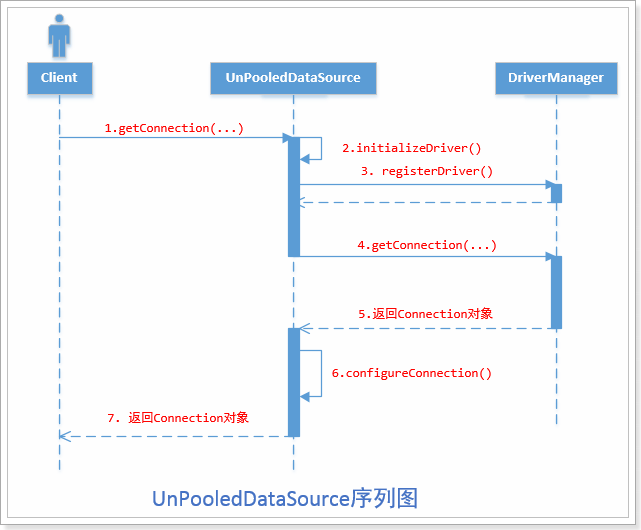 Client
UnPooledDataSource
DriverManager
1.getConnection(...)
2.initializeDriver()
3. registerDriver()
4.getConnection(...)
5.返回Connection对象
6.configureConnection()
7. 返回Connection对象
UnPooledDataSource序列图